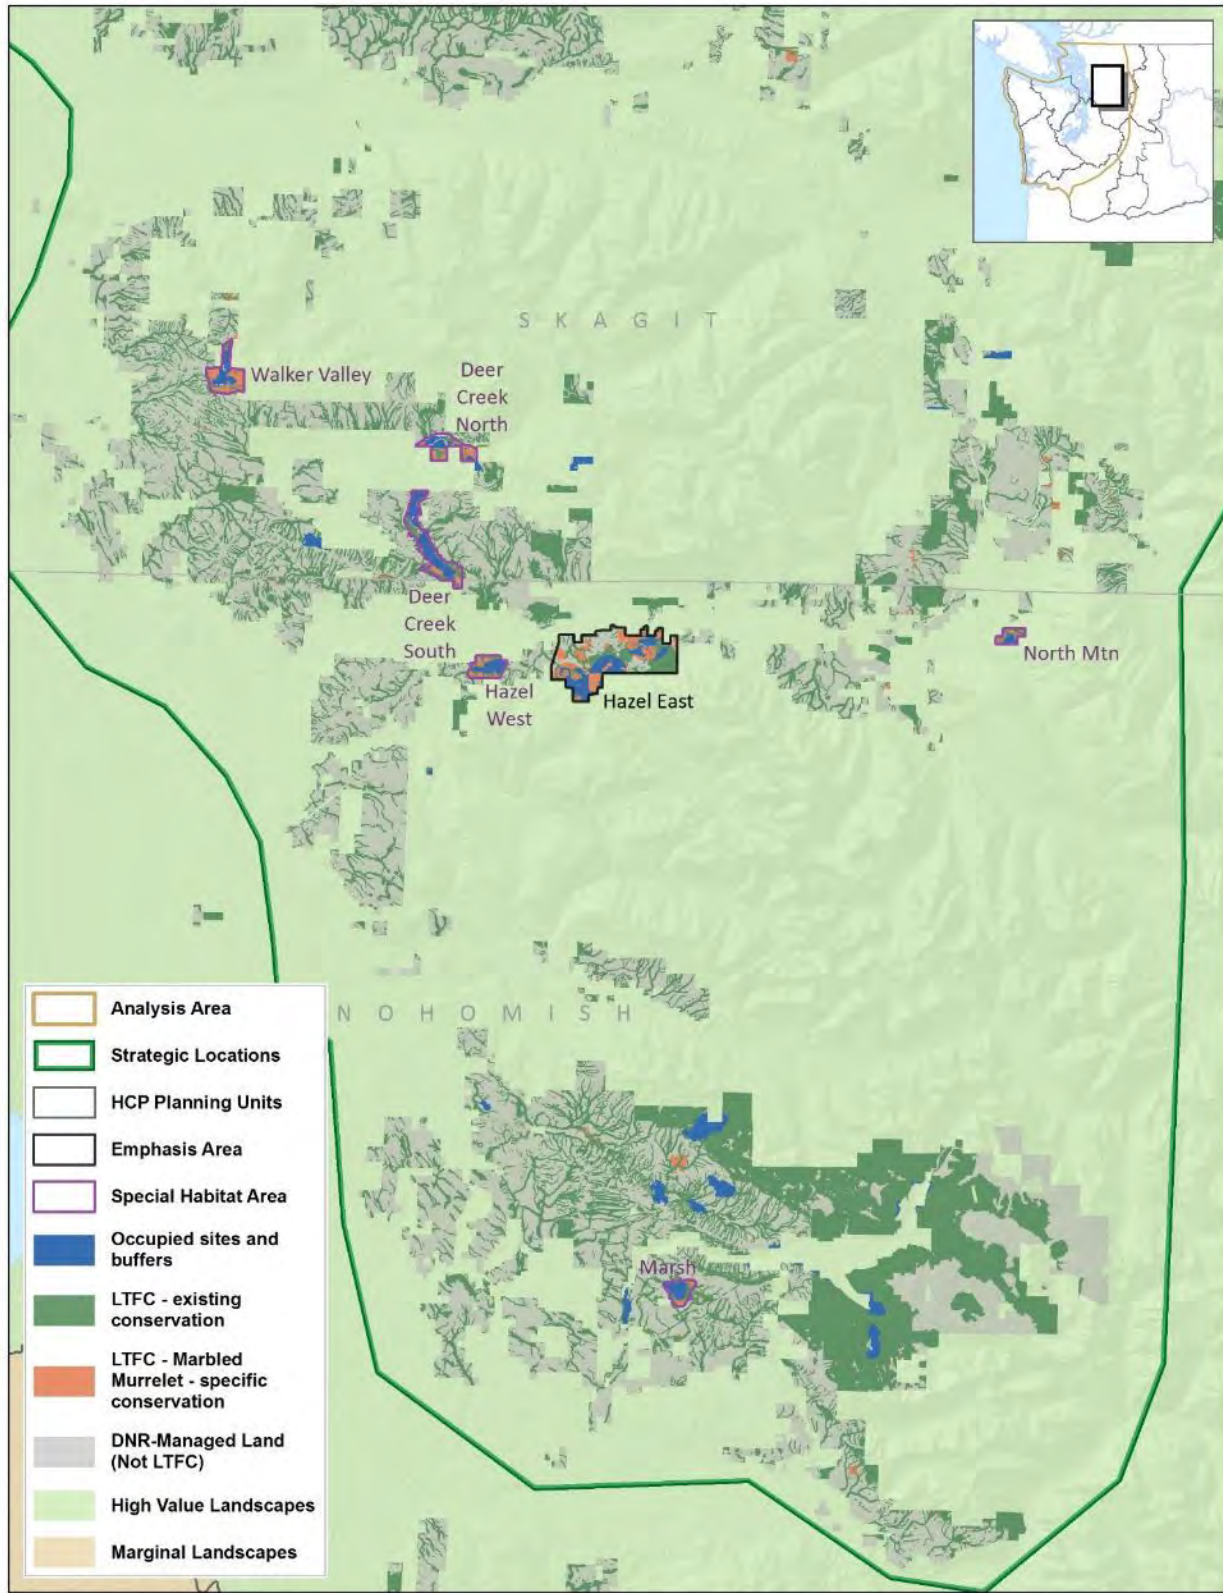 S K A G I T
Walker Valley
Deer
Creek
North
Deer
Creek
South
Hazel
West
Hazel East
North Mtn
N O H O M I S H
Marsh
Analysis Area
Strategic Locations
HCP Planning Units
Emphasis Area
Special Habitat Area
Occupied sites and
buffers
LTFC - existing
conservation
LTFC - Marbled
Murrelet - specific
conservation
DNR-Managed Land
(Not LTFC)
High Value Landscapes
Marginal Landscapes